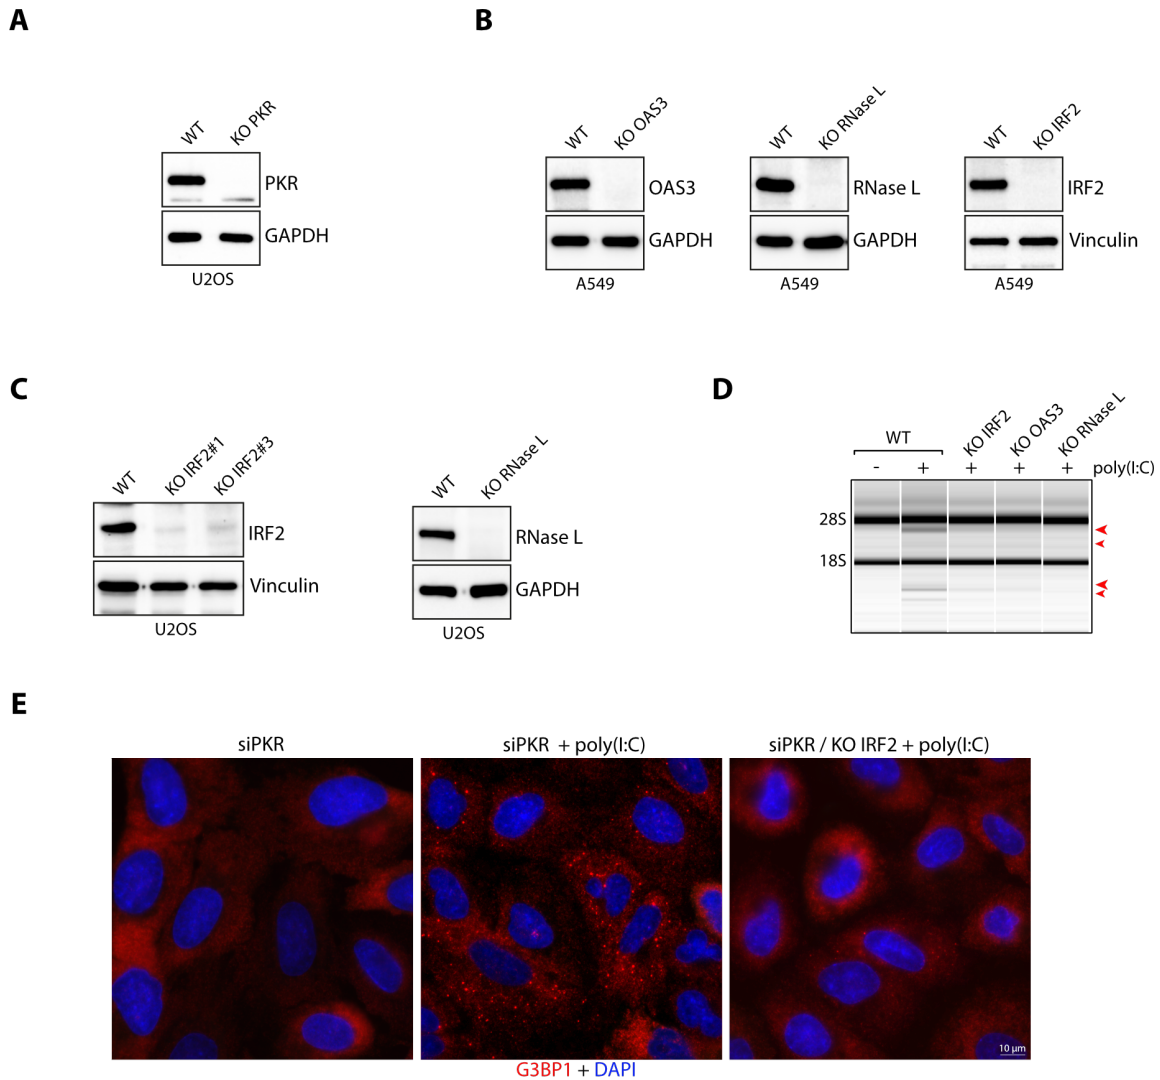 A
B
WT
KO PKR
PKR
GAPDH
U2OS
WT
KO OAS3
OAS3
GAPDH
A549
WT
KO RNase L
RNase L
GAPDH
A549
WT
KO IRF2
IRF2
Vinculin
A549
C
D
WT
KO IRF2#1
KO IRF2#3
IRF2
Vinculin
U2OS
WT
KO RNase L
RNase L
GAPDH
U2OS
WT
KO IRF2
KO OAS3
KO RNase L
- + + + + poly(I:C)
28S
18S
E
siPKR
siPKR + poly(I:C)
siPKR / KO IRF2 + poly(I:C)
10 µm
G3BP1 + DAPI